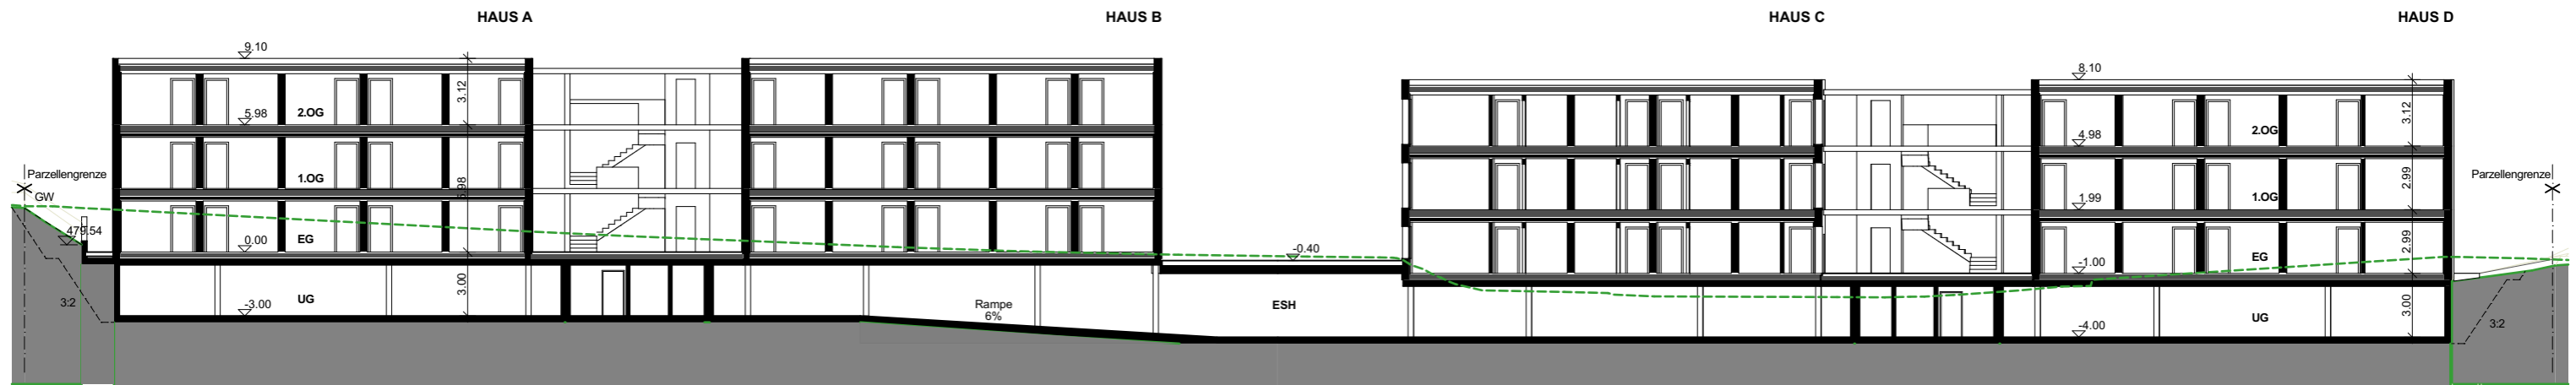 HAUS A
HAUS B
HAUS C
HAUS D
9.10
3.12
2.OG
5.98
8.10
3.12
2.OG
4.98
Parzellengrenze
GW
1.OG
5.98
Parzellengrenze
2.99
1.OG
1.99
479.54
0.00
EG
-0.40
2.99
EG
-1.00
3:2
UG
-3.00
3.00
Rampe
6%
ESH
3.00
UG
-4.00
3:2